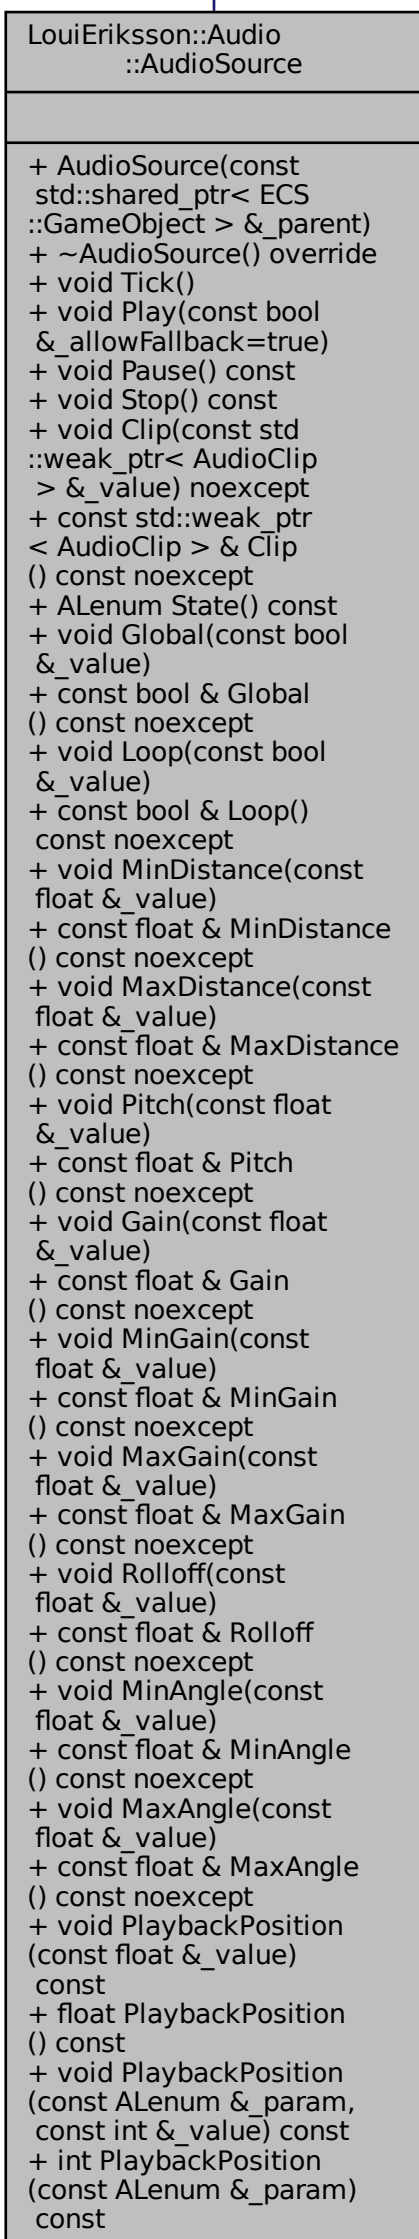 LouiEriksson::Audio
::AudioSource
+ AudioSource(const
std::shared_ptr< ECS
::GameObject > &_parent)
+ ~AudioSource() override
+ void Tick()
+ void Play(const bool
&_allowFallback=true)
+ void Pause() const
+ void Stop() const
+ void Clip(const std
::weak_ptr< AudioClip
> &_value) noexcept
+ const std::weak_ptr
< AudioClip > & Clip
() const noexcept
+ ALenum State() const
+ void Global(const bool
&_value)
+ const bool & Global
() const noexcept
+ void Loop(const bool
&_value)
+ const bool & Loop()
const noexcept
+ void MinDistance(const
float &_value)
+ const float & MinDistance
() const noexcept
+ void MaxDistance(const
float &_value)
+ const float & MaxDistance
() const noexcept
+ void Pitch(const float
&_value)
+ const float & Pitch
() const noexcept
+ void Gain(const float
&_value)
+ const float & Gain
() const noexcept
+ void MinGain(const
float &_value)
+ const float & MinGain
() const noexcept
+ void MaxGain(const
float &_value)
+ const float & MaxGain
() const noexcept
+ void Rolloff(const
float &_value)
+ const float & Rolloff
() const noexcept
+ void MinAngle(const
float &_value)
+ const float & MinAngle
() const noexcept
+ void MaxAngle(const
float &_value)
+ const float & MaxAngle
() const noexcept
+ void PlaybackPosition
(const float &_value)
const
+ float PlaybackPosition
() const
+ void PlaybackPosition
(const ALenum &_param,
const int &_value) const
+ int PlaybackPosition
(const ALenum &_param)
const